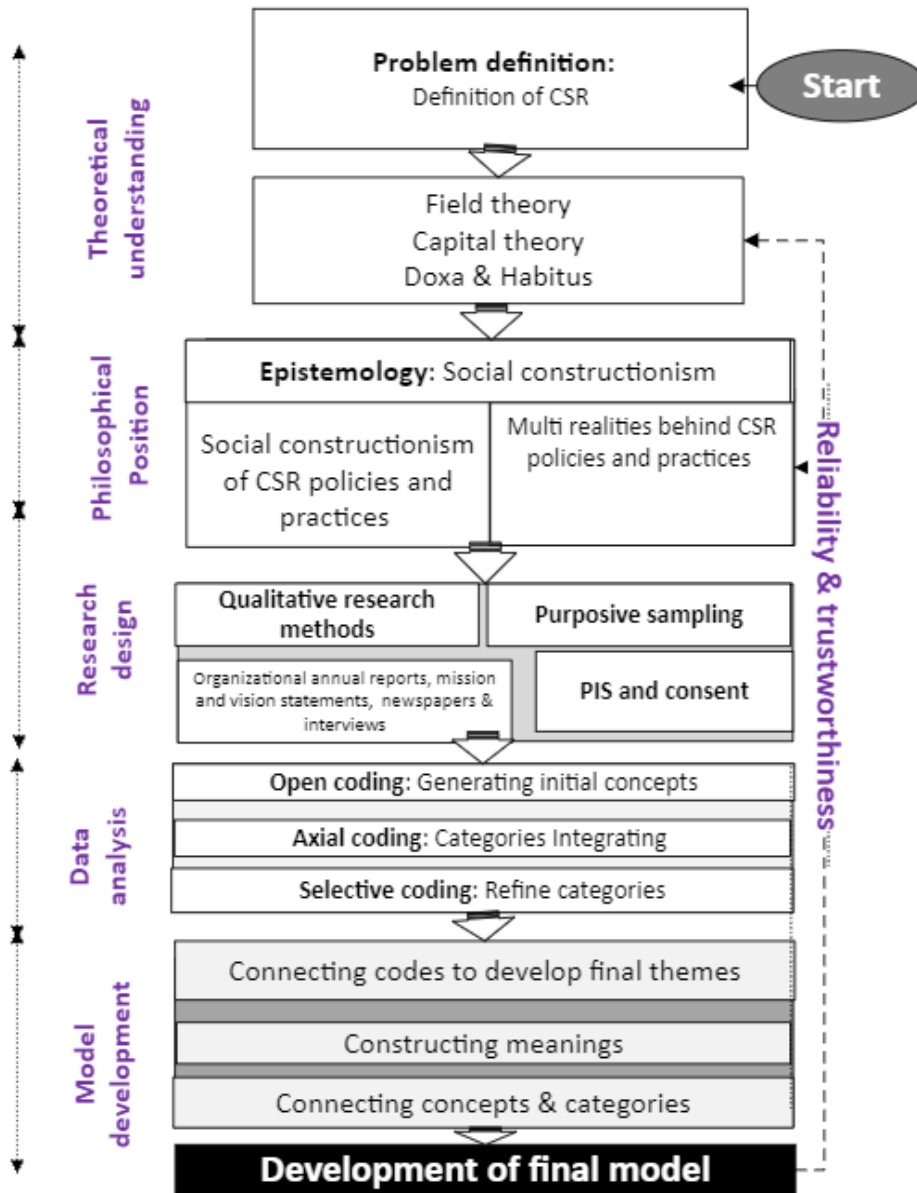 Problem definition:
Definition of CSR
Start
Theoretical
understanding
Field theory
Capital theory
Doxa & Habitus
Philosophical
Position
Epistemology: Social constructionism
Social constructionism
of CSR policies and
practices
Multi realities behind CSR
policies and practices
Reliability & trustworthiness
Research
design
Qualitative research
methods
Purposive sampling
Organizational annual reports, mission
and vision statements, newspapers &
interviews
PIS and consent
Data
analysis
Open coding: Generating initial concepts
Axial coding: Categories Integrating
Selective coding: Refine categories
Model
development
Connecting codes to develop final themes
Constructing meanings
Connecting concepts & categories
Development of final model